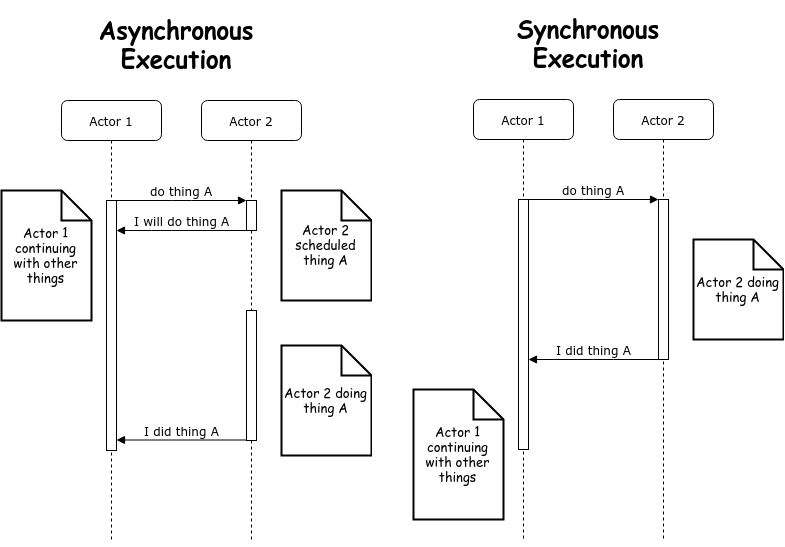 Asynchronous
Execution
Actor 1
Actor 2
do thing A
I will do thing A
Actor 1
continuing
with other
things
Actor 2
scheduled
thing A
Actor 2 doing
thing A
I did thing A
Synchronous
Execution
Actor 1
Actor 2
do thing A
Actor 2 doing
thing A
I did thing A
Actor 1
continuing
with other
things